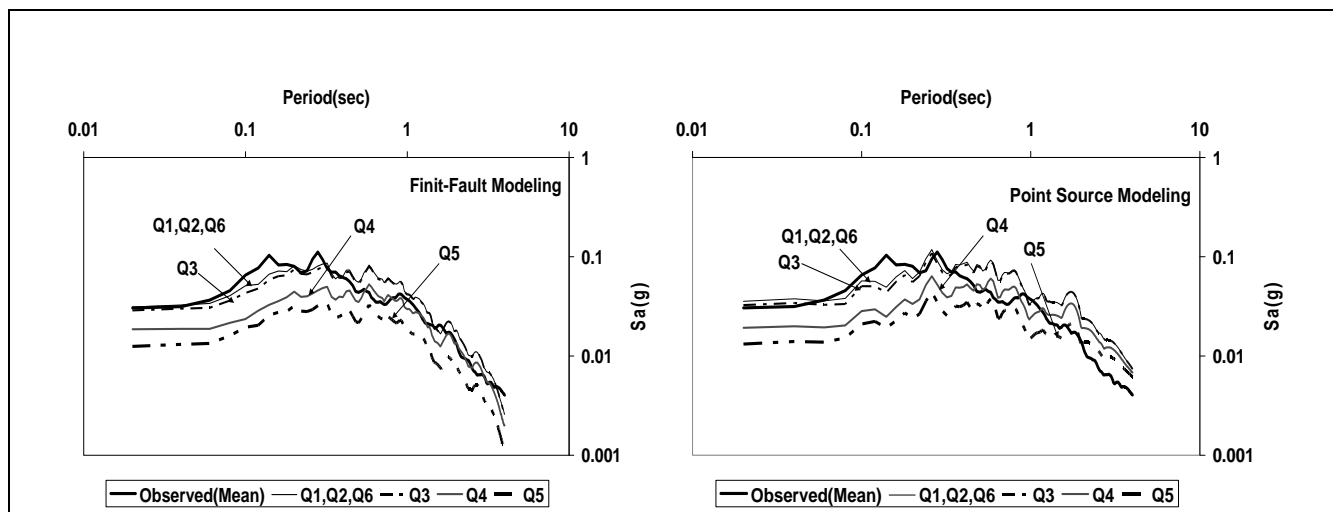 Period(sec)
0.01 0.1 1 10
1
Finit-Fault Modeling
Q1,Q2,Q6
Q4
0.1
Q3
Q5
Sa(g)
0.01
0.001
Observed(Mean) Q1,Q2,Q6 Q3 Q4 Q5
Period(sec)
0.01 0.1 1 10
1
Point Source Modeling
Q4
Q1,Q2,Q6
Q5
0.1
Q3
Sa(g)
0.01
0.001
Observed(Mean) Q1,Q2,Q6 Q3 Q4 Q5